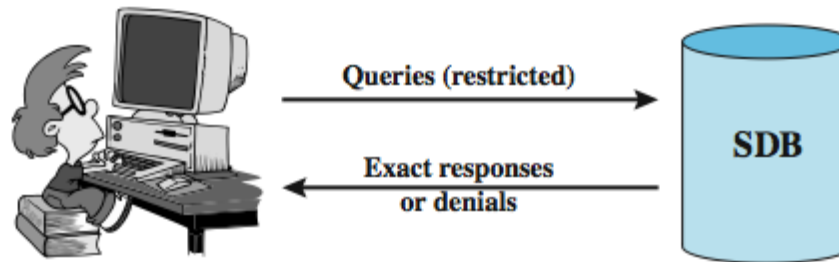 Queries (restricted)
SDB
Exact responses
or denials